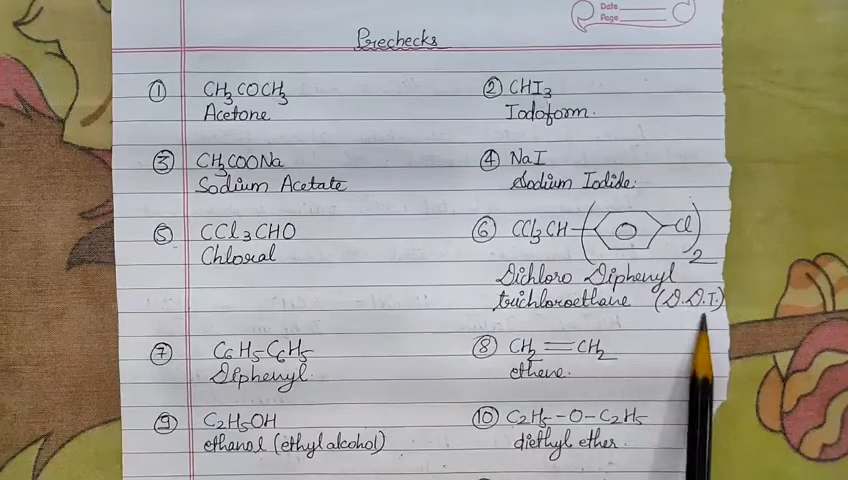 Date
Page
Prechecks
① CH₃COCH₃
Acetone
② CHI₃
Iodoform.
③ CH₃COONa
Sodium Acetate
④ NaI
Sodium Iodide.
⑤ CCl₃CHO
Chloral
⑥ CCl₃CH Cl 2
Dichloro Diphenyl
trichloroethane (D.D.T.)
⑦ C₆H₅-C₆H₅
Diphenyl.
⑧ CH₂=CH₂
ethene.
⑨ C₂H₅OH
ethanol (ethyl alcohol)
⑩ C₂H₅--O-C₂H₅
diethyl ether.